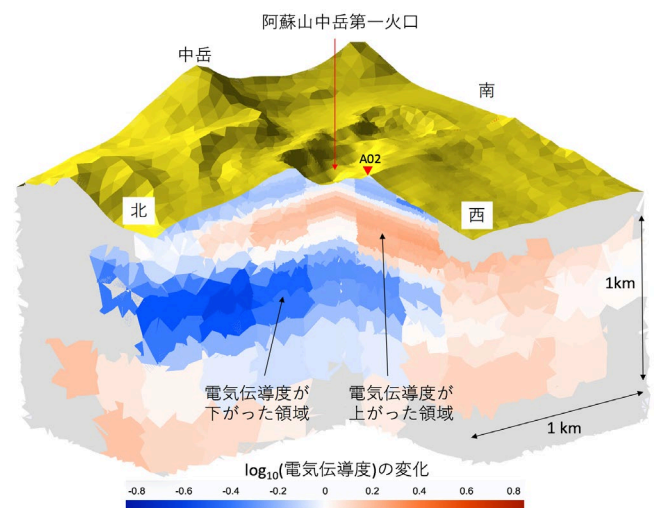 阿蘇山中岳第一火口
中岳
南
A02
北
西
1km
電気伝導度が
下がった領域
電気伝導度が
上がった領域
1 km
log₁₀(電気伝導度)の変化
-0.8 -0.6 -0.4 -0.2 0 0.2 0.4 0.6 0.8